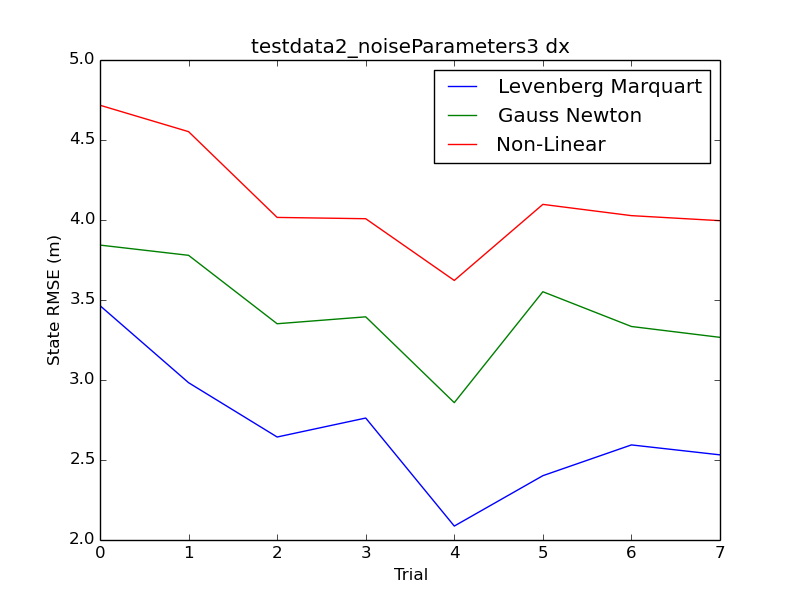 testdata2_noiseParameters3 dx
Levenberg Marquart
Gauss Newton
Non-Linear
State RMSE (m)
5.0
4.5
4.0
3.5
3.0
2.5
2.0
0 1 2 3 4 5 6 7
Trial